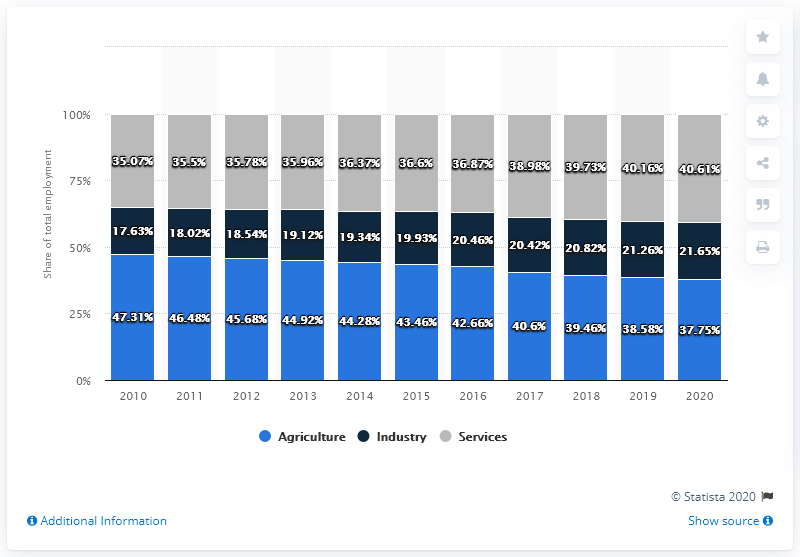 Share of total employment
100%
75%
50%
25%
0%
35.07% 35.5% 35.78% 35.96% 36.37% 36.6% 36.87% 38.98% 39.73% 40.16% 40.61%
17.63% 18.02% 18.54% 19.12% 19.34% 19.93% 20.46% 20.42% 20.82% 21.26% 21.65%
47.31% 46.48% 45.68% 44.92% 44.28% 43.46% 42.66% 40.6% 39.46% 38.58% 37.75%
2010 2011 2012 2013 2014 2015 2016 2017 2018 2019 2020
Agriculture Industry Services
© Statista 2020
Additional Information Show source